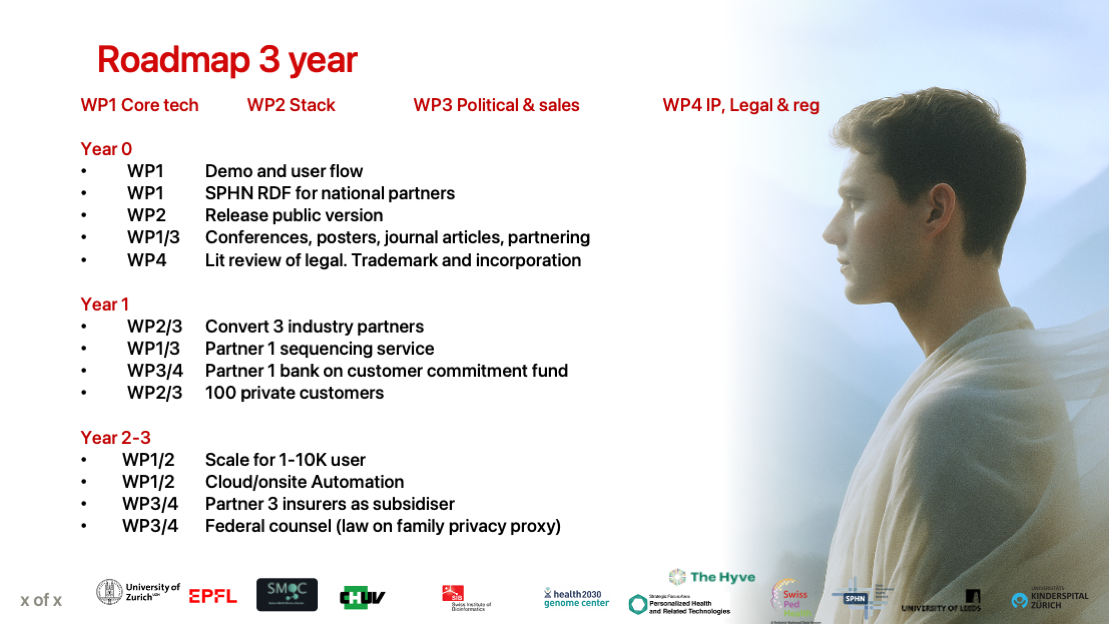 Roadmap 3 year
WP1 Core tech WP2 Stack WP3 Political & sales WP4 IP, Legal & reg
Year 0
• WP1 Demo and user flow
• WP1 SPHN RDF for national partners
• WP2 Release public version
• WP1/3 Conferences, posters, journal articles, partnering
• WP4 Lit review of legal. Trademark and incorporation
Year 1
• WP2/3 Convert 3 industry partners
• WP1/3 Partner 1 sequencing service
• WP3/4 Partner 1 bank on customer commitment fund
• WP2/3 100 private customers
Year 2-3
• WP1/2 Scale for 1-10K user
• WP1/2 Cloud/onsite Automation
• WP3/4 Partner 3 insurers as subsidiser
• WP3/4 Federal counsel (law on family privacy proxy)
x of x
University of
Zurich UZH
EPFL
SMOC
CHUV
SIB
Swiss Institute of
Bioinformatics
health2030
genome center
The Hyve
Strategic Focus Area
Personalized Health
and Related Technologies
Swiss
Ped
SPHN
UNIVERSITY OF LEEDS
UNIVERSITÄTS
KINDERSPITAL
ZÜRICH